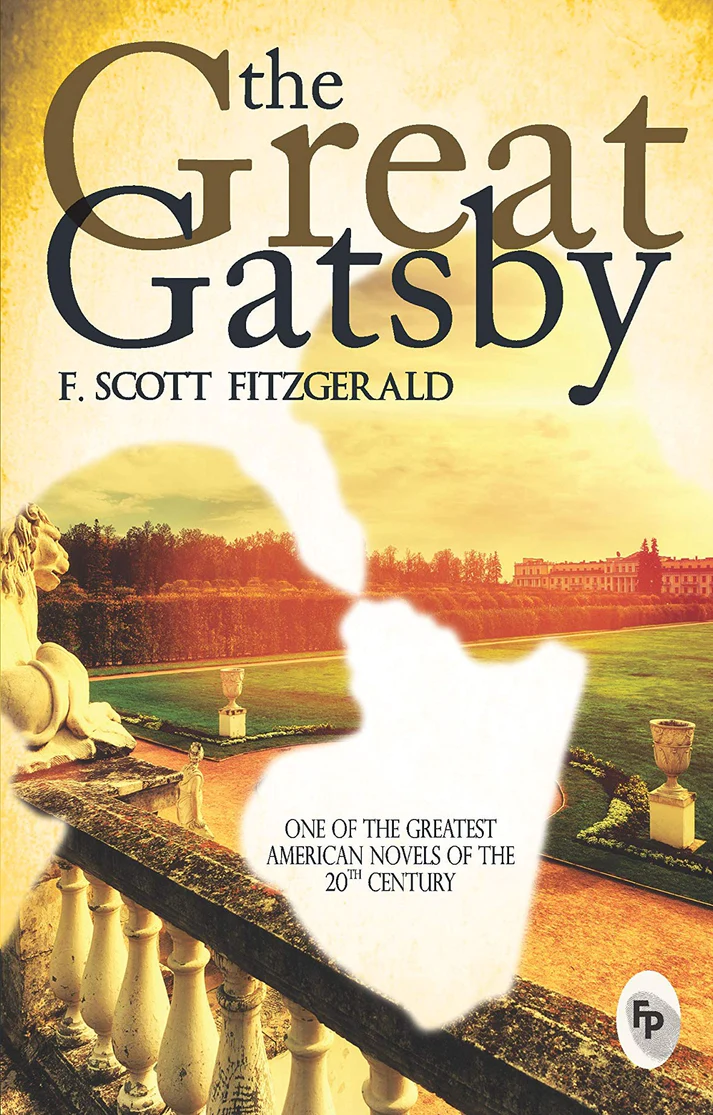 the
Great
Gatsby
F. SCOTT FITZGERALD
ONE OF THE GREATEST
AMERICAN NOVELS OF THE
20TH CENTURY
FP